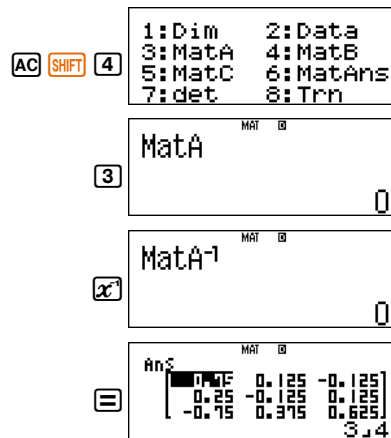 AC SHIFT 4
1:Dim 2:Data
3:MatA 4:MatB
5:MatC 6:MatAns
7:det 8:Trn
3
MAT D
MatA
0
x⁻¹
MAT D
MatA⁻¹
0
=
MAT D
Ans
0.125 -0.125
0.25 -0.125 0.125
-0.75 0.375 0.625
3⌟4